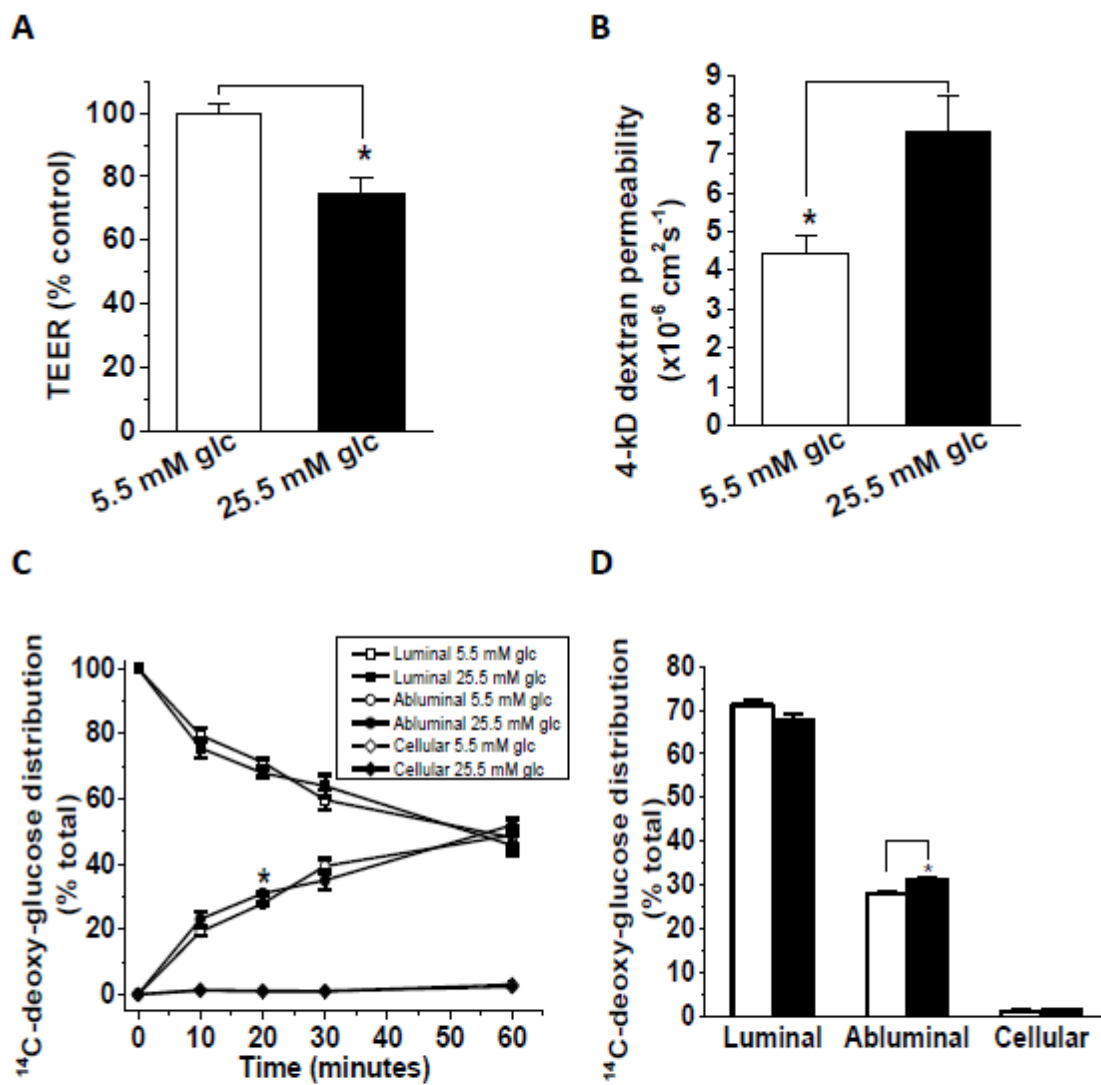 A
B
TEER (% control)
100
80
60
40
20
0
*
5.5 mM glc
25.5 mM glc
4-kD dextran permeability
(x10⁻⁶ cm²s⁻¹)
9
8
7
6
5
4
3
2
1
0
*
5.5 mM glc
25.5 mM glc
C
D
¹⁴C-deoxy-glucose distribution
(% total)
100
80
60
40
20
0
Luminal 5.5 mM glc
Luminal 25.5 mM glc
Abluminal 5.5 mM glc
Abluminal 25.5 mM glc
Cellular 5.5 mM glc
Cellular 25.5 mM glc
*
0 10 20 30 40 50 60
Time (minutes)
¹⁴C-deoxy-glucose distribution
(% total)
80
70
60
50
40
30
20
10
0
*
Luminal Abluminal Cellular